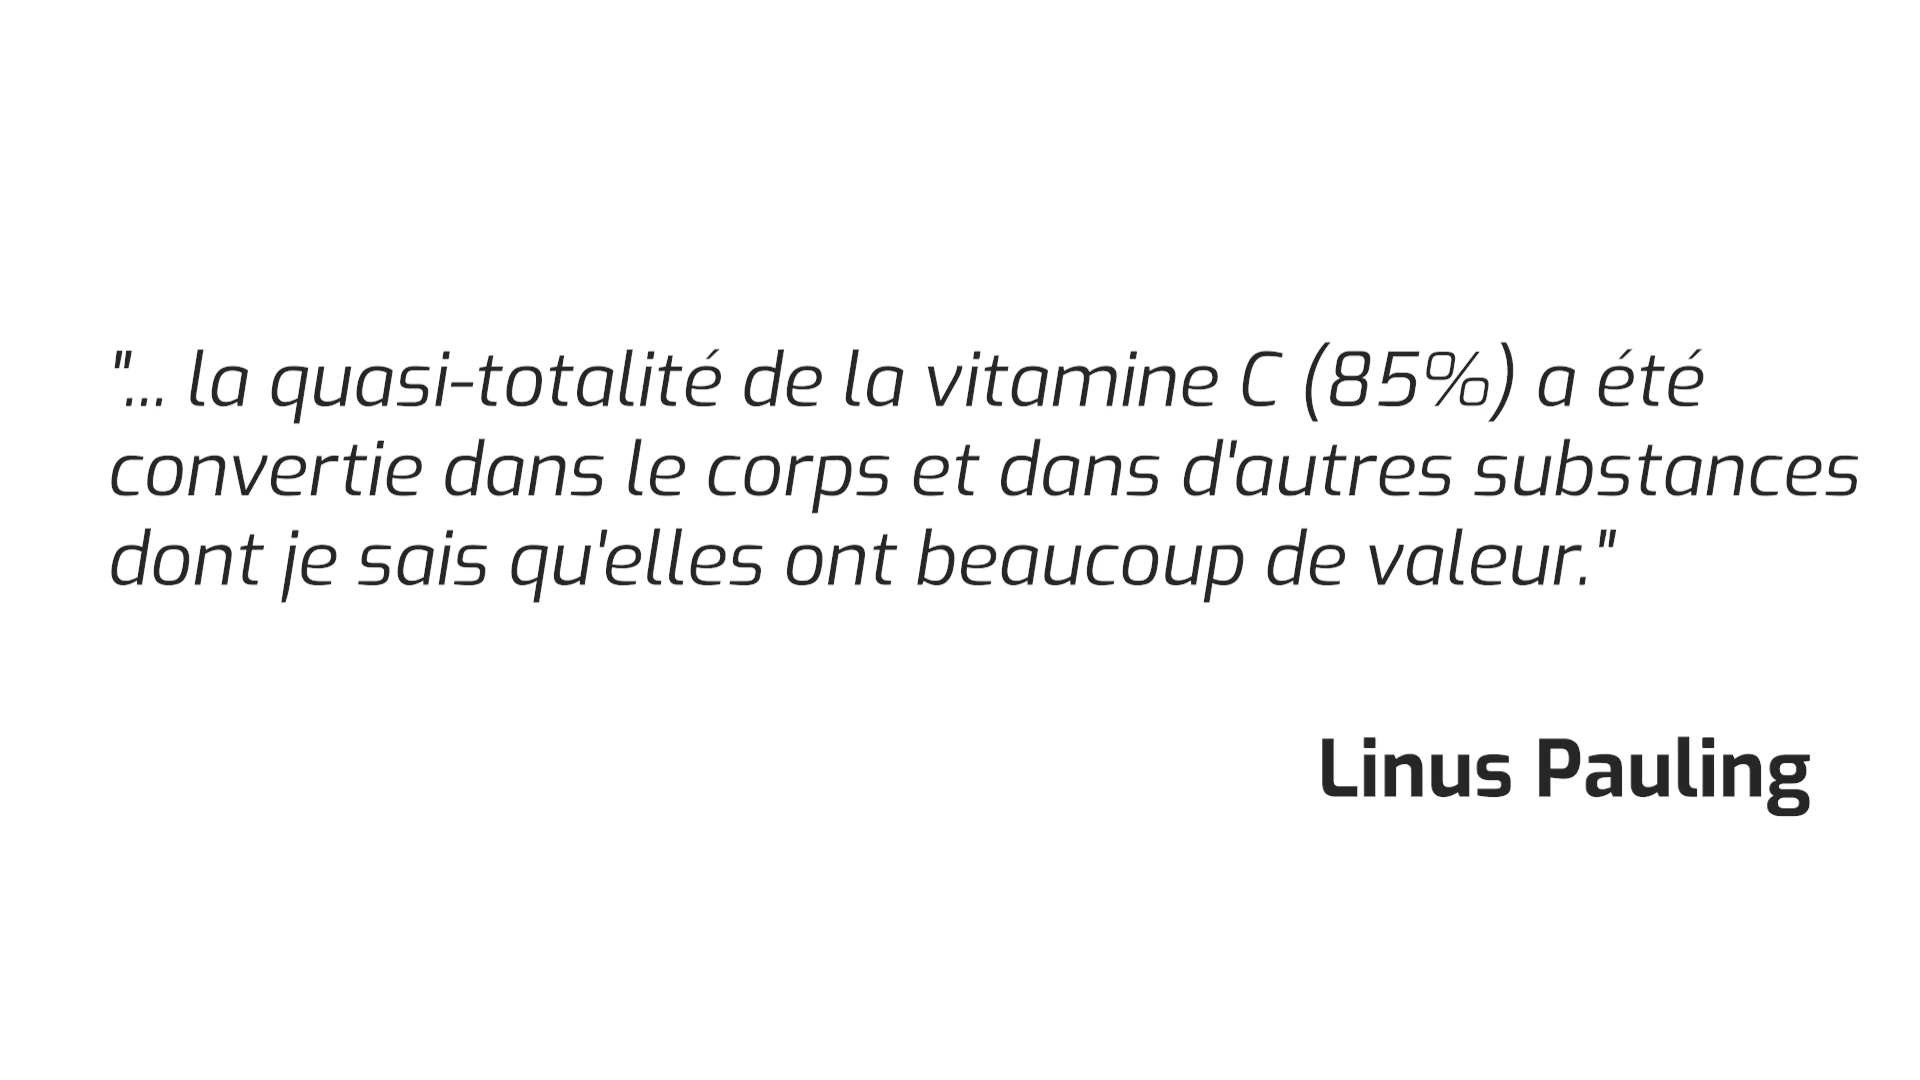 "... la quasi-totalité de la vitamine C (85%) a été
convertie dans le corps et dans d'autres substances
dont je sais qu'elles ont beaucoup de valeur."
Linus Pauling